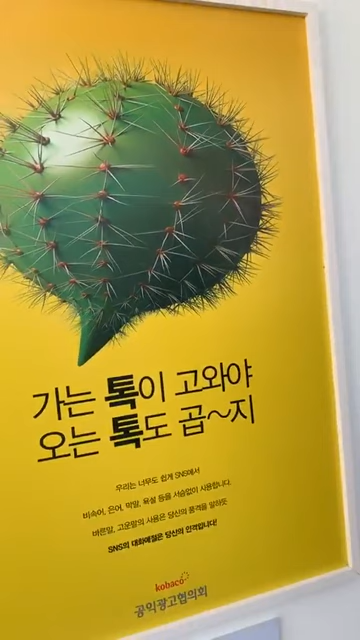 가는 톡이 고와야
오는 톡도 곱~지
우리는 너무도 쉽게 SNS에서
비속어, 은어, 막말, 욕설 등을 서슴없이 사용합니다.
바른말, 고운말의 사용은 당신의 품격을 말하듯
SNS의 대화예절은 당신의 인격입니다!
kobaco
공익광고협의회